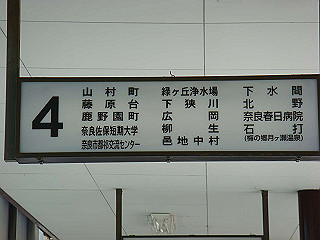 4
山村町
藤原台
鹿野園町
奈良佐保短期大学
奈良市都祁交流センター
緑ヶ丘浄水場
下狭川
広岡
柳生
邑地中村
下水間
北野
奈良春日病院
石打
(梅の郷月ヶ瀬温泉)